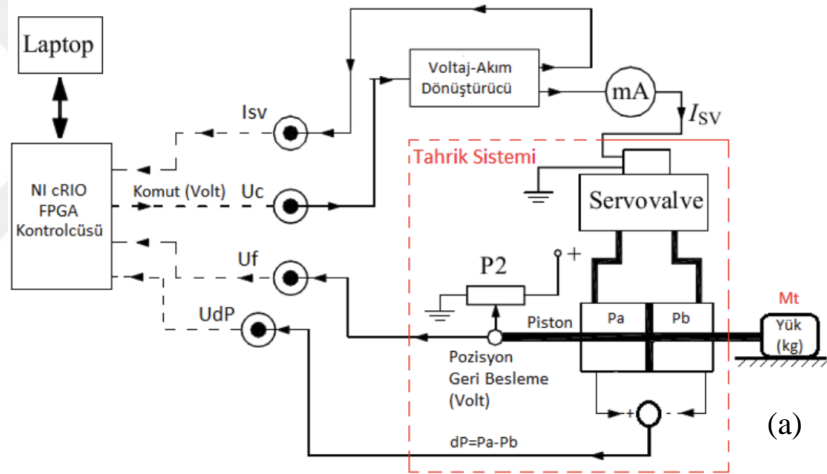 Laptop
NI cRIO
FPGA
Kontrolcüsü
Isv
Komut (Volt)
Uc
Uf
UdP
Voltaj-Akım
Dönüştürücü
mA
ISV
Tahrik Sistemi
Servovalve
P2
+
Piston
Pa
Pb
Mt
Yük
(kg)
Pozisyon
Geri Besleme
(Volt)
+
-
dP=Pa-Pb
(a)